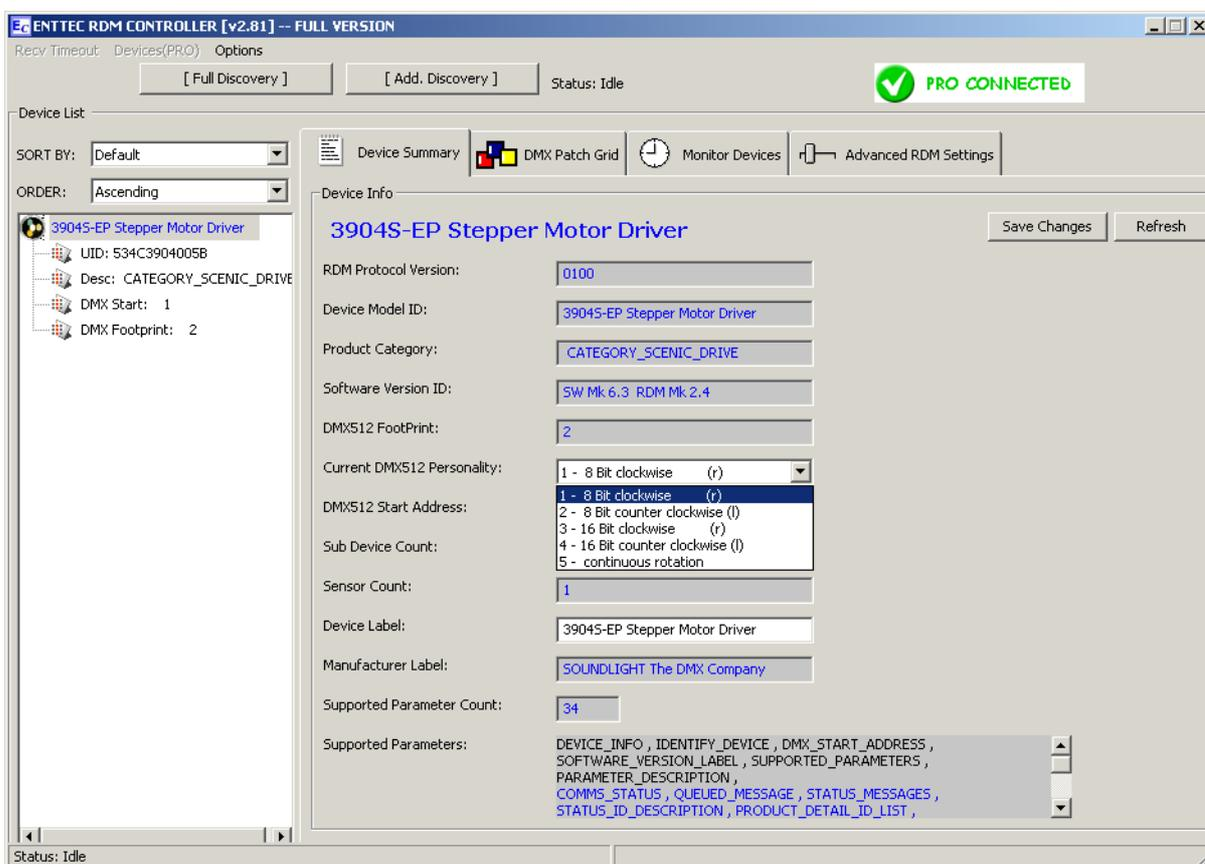 Ec ENTTEC RDM CONTROLLER [v2.81] -- FULL VERSION
Recv Timeout Devices(PRO) Options
[ Full Discovery ] [ Add. Discovery ] Status: Idle PRO CONNECTED
Device List
SORT BY: Default
ORDER: Ascending
3904S-EP Stepper Motor Driver
UID: 534C3904005B
Desc: CATEGORY_SCENIC_DRIVE
DMX Start: 1
DMX Footprint: 2
Device Summary DMX Patch Grid Monitor Devices Advanced RDM Settings
Device Info
3904S-EP Stepper Motor Driver Save Changes Refresh
RDM Protocol Version: 0100
Device Model ID: 3904S-EP Stepper Motor Driver
Product Category: CATEGORY_SCENIC_DRIVE
Software Version ID: SW Mk 6.3 RDM Mk 2.4
DMX512 FootPrint: 2
Current DMX512 Personality: 1 - 8 Bit clockwise (r)
1 - 8 Bit clockwise (r)
2 - 8 Bit counter clockwise (l)
3 - 16 Bit clockwise (r)
4 - 16 Bit counter clockwise (l)
5 - continuous rotation
DMX512 Start Address:
Sub Device Count:
Sensor Count: 1
Device Label: 3904S-EP Stepper Motor Driver
Manufacturer Label: SOUNDLIGHT The DMX Company
Supported Parameter Count: 34
Supported Parameters: DEVICE_INFO , IDENTIFY_DEVICE , DMX_START_ADDRESS ,
SOFTWARE_VERSION_LABEL , SUPPORTED_PARAMETERS ,
PARAMETER_DESCRIPTION ,
COMMS_STATUS , QUEUED_MESSAGE , STATUS_MESSAGES ,
STATUS_ID_DESCRIPTION , PRODUCT_DETAIL_ID_LIST ,
Status: Idle